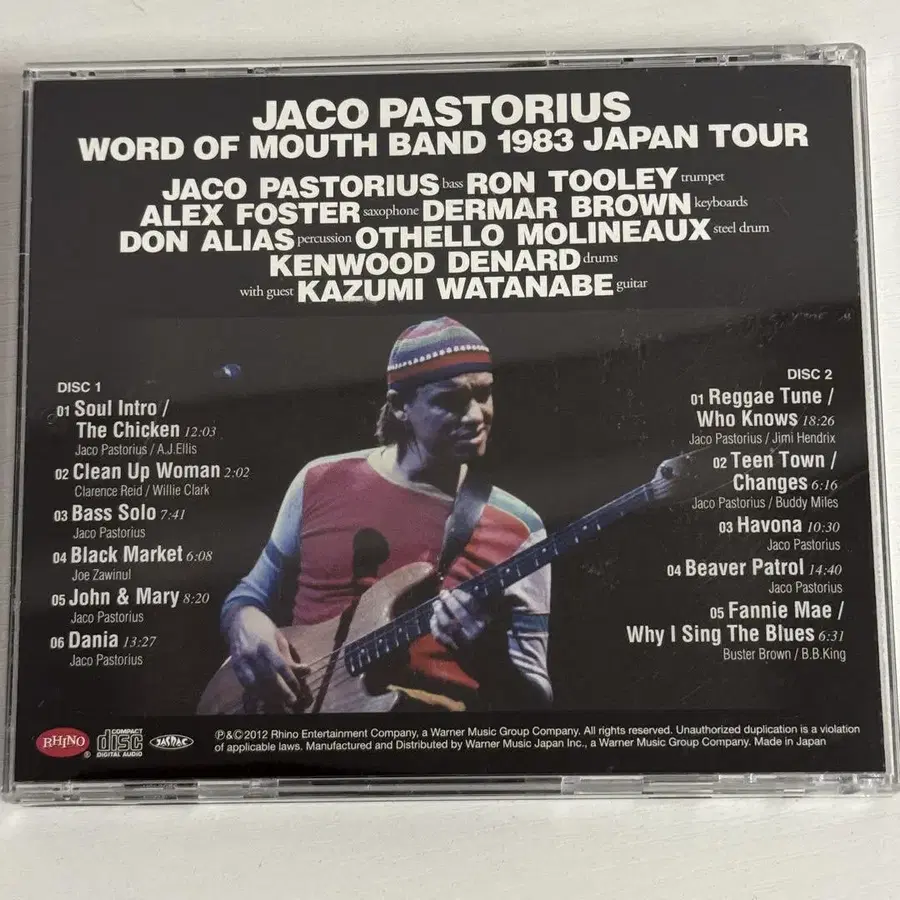 JACO PASTORIUS
WORD OF MOUTH BAND 1983 JAPAN TOUR
JACO PASTORIUS bass RON TOOLEY trumpet
ALEX FOSTER saxophone DERMAR BROWN keyboards
DON ALIAS percussion OTHELLO MOLINEAUX steel drum
KENWOOD DENARD drums
with guest KAZUMI WATANABE guitar
DISC 1
01 Soul Intro /
The Chicken 12:03
Jaco Pastorius / A.J.Ellis
02 Clean Up Woman 2:02
Clarence Reid / Willie Clark
03 Bass Solo 7:41
Jaco Pastorius
04 Black Market 6:08
Joe Zawinul
05 John & Mary 8:20
Jaco Pastorius
06 Dania 13:27
Jaco Pastorius
DISC 2
01 Reggae Tune /
Who Knows 18:26
Jaco Pastorius / Jimi Hendrix
02 Teen Town /
Changes 6:16
Jaco Pastorius / Buddy Miles
03 Havona 10:30
Jaco Pastorius
04 Beaver Patrol 14:40
Jaco Pastorius
05 Fannie Mae /
Why I Sing The Blues 6:31
Buster Brown / B.B.King
RHINO ®
COMPACT
disc
DIGITAL AUDIO
JASRAC
℗&©2012 Rhino Entertainment Company, a Warner Music Group Company. All rights reserved. Unauthorized duplication is a violation
of applicable laws. Manufactured and Distributed by Warner Music Japan Inc., a Warner Music Group Company. Made in Japan